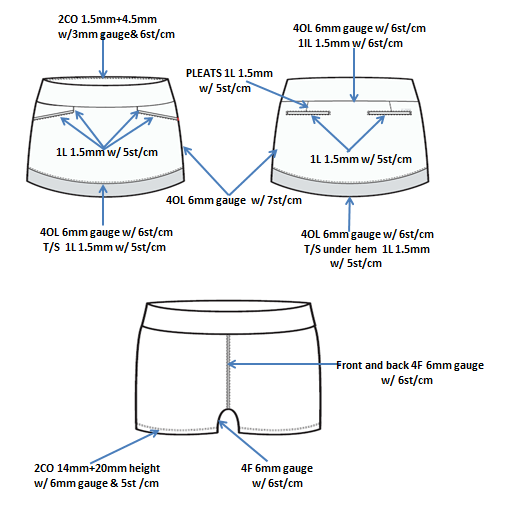 2CO 1.5mm+4.5mm
w/3mm gauge& 6st/cm
4OL 6mm gauge w/ 6st/cm
1IL 1.5mm w/ 6st/cm
PLEATS 1L 1.5mm
w/ 5st/cm
1L 1.5mm w/ 5st/cm
1L 1.5mm w/ 5st/cm
4OL 6mm gauge  w/ 7st/cm
4OL 6mm gauge w/ 6st/cm
T/S  1L 1.5mm w/ 5st/cm
4OL 6mm gauge w/ 6st/cm
T/S under hem  1L 1.5mm
w/ 5st/cm
Front and back 4F 6mm gauge
w/ 6st/cm
2CO 14mm+20mm height
w/ 6mm gauge & 5st /cm
4F 6mm gauge
w/ 6st/cm